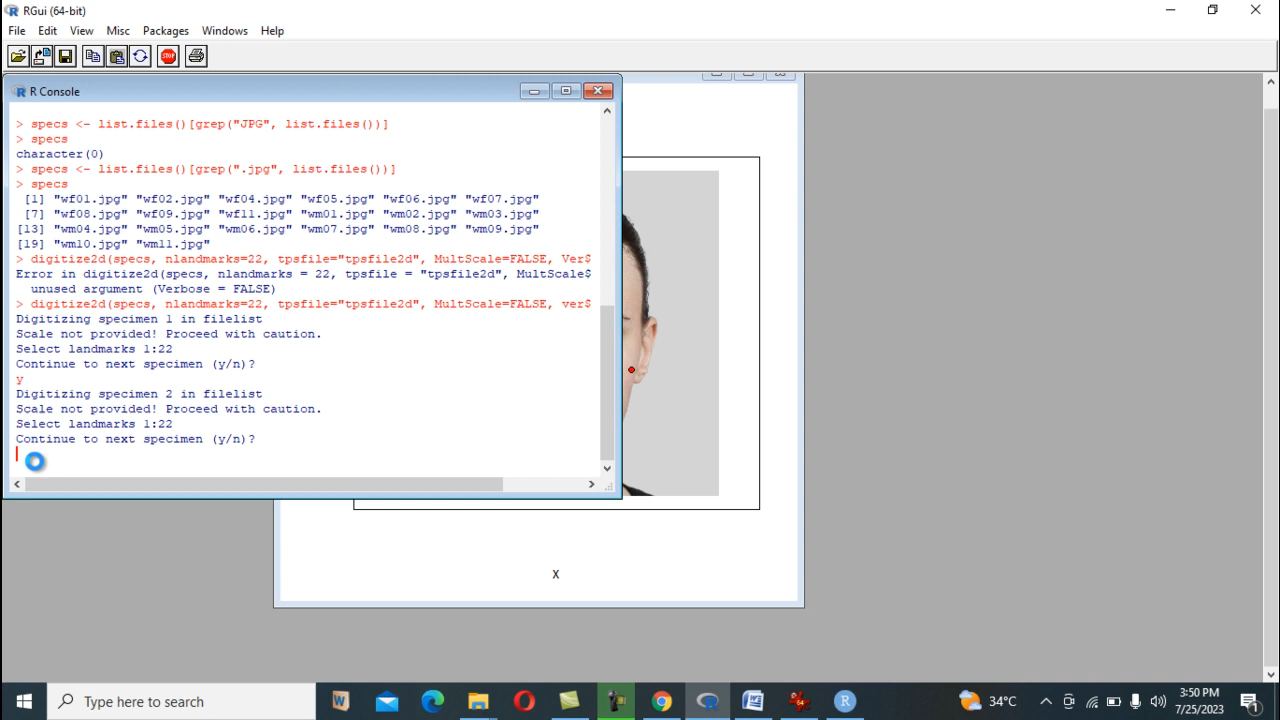 RGui (64-bit)
File Edit View Misc Packages Windows Help
STOP
R Console
> specs <- list.files()[grep("JPG", list.files())]
> specs
character(0)
> specs <- list.files()[grep(".jpg", list.files())]
> specs
[1] "wf01.jpg" "wf02.jpg" "wf04.jpg" "wf05.jpg" "wf06.jpg" "wf07.jpg"
[7] "wf08.jpg" "wf09.jpg" "wf11.jpg" "wm01.jpg" "wm02.jpg" "wm03.jpg"
[13] "wm04.jpg" "wm05.jpg" "wm06.jpg" "wm07.jpg" "wm08.jpg" "wm09.jpg"
[19] "wm10.jpg" "wm11.jpg"
> digitize2d(specs, nlandmarks=22, tpsfile="tpsfile2d", MultScale=FALSE, Ver$
Error in digitize2d(specs, nlandmarks = 22, tpsfile = "tpsfile2d", MultScale$
unused argument (Verbose = FALSE)
> digitize2d(specs, nlandmarks=22, tpsfile="tpsfile2d", MultScale=FALSE, ver$
Digitizing specimen 1 in filelist
Scale not provided! Proceed with caution.
Select landmarks 1:22
Continue to next specimen (y/n)?
y
Digitizing specimen 2 in filelist
Scale not provided! Proceed with caution.
Select landmarks 1:22
Continue to next specimen (y/n)?
X
Type here to search
34°C
3:50 PM
7/25/2023
1